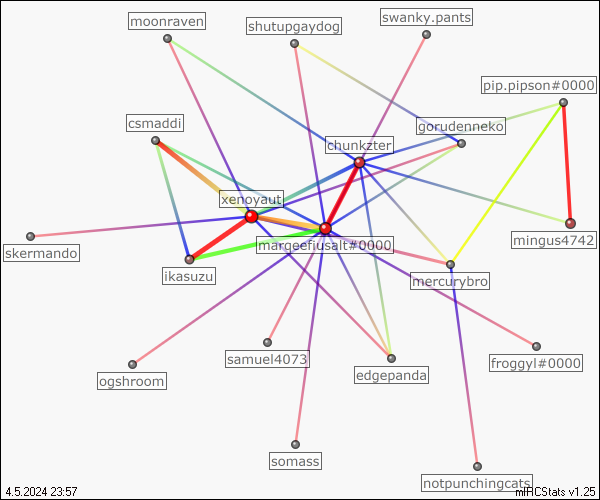 moonraven
shutupgaydog
swanky.pants
pip.pipson#0000
csmaddi
gorudenneko
chunkzter
xenoyaut
skermando
marqeefiusalt#0000
mingus4742
ikasuzu
mercurybro
samuel4073
froggyl#0000
ogshroom
edgepanda
somass
notpunchingcats
4.5.2024 23:57
mIRCStats v1.25